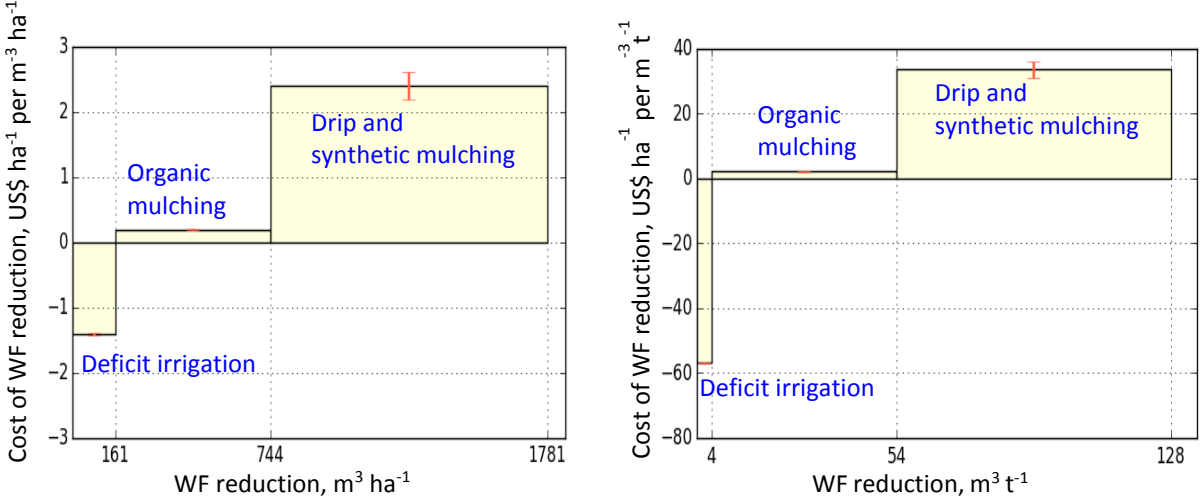 Cost of WF reduction, US$ ha⁻¹ per m⁻³ ha⁻¹
3
2
1
0
−1
−2
−3
Drip and
synthetic mulching
Organic
mulching
Deficit irrigation
161
744
1781
WF reduction, m³ ha⁻¹
Cost of WF reduction, US$ ha⁻¹ per m⁻³ t⁻¹
40
20
0
−20
−40
−60
−80
Drip and
synthetic mulching
Organic
mulching
Deficit irrigation
4
54
128
WF reduction, m³ t⁻¹